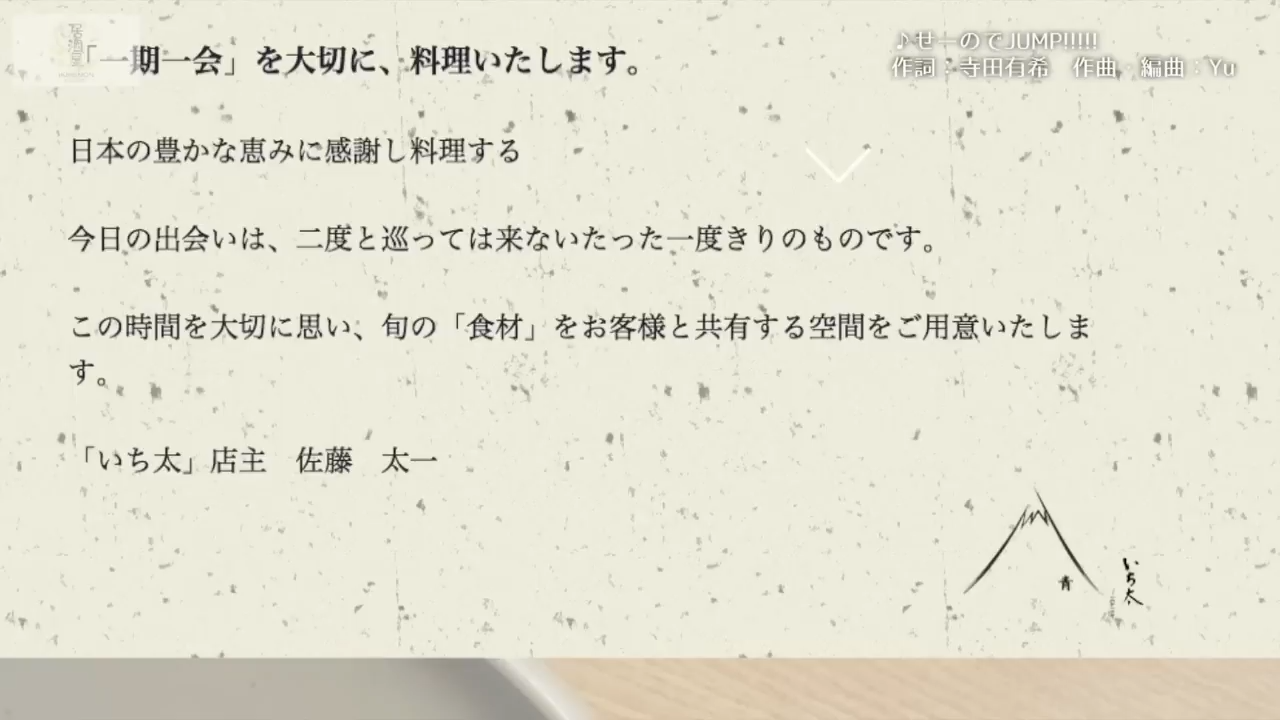 「一期一会」を大切に、料理いたします。
♪せーのでJUMP!!!!!
作詞：寺田有希　作曲・編曲：Yu
日本の豊かな恵みに感謝し料理する
今日の出会いは、二度と巡っては来ないたった一度きりのものです。
この時間を大切に思い、旬の「食材」をお客様と共有する空間をご用意いたしま
す。
「いち太」店主　佐藤　太一
青
いち太